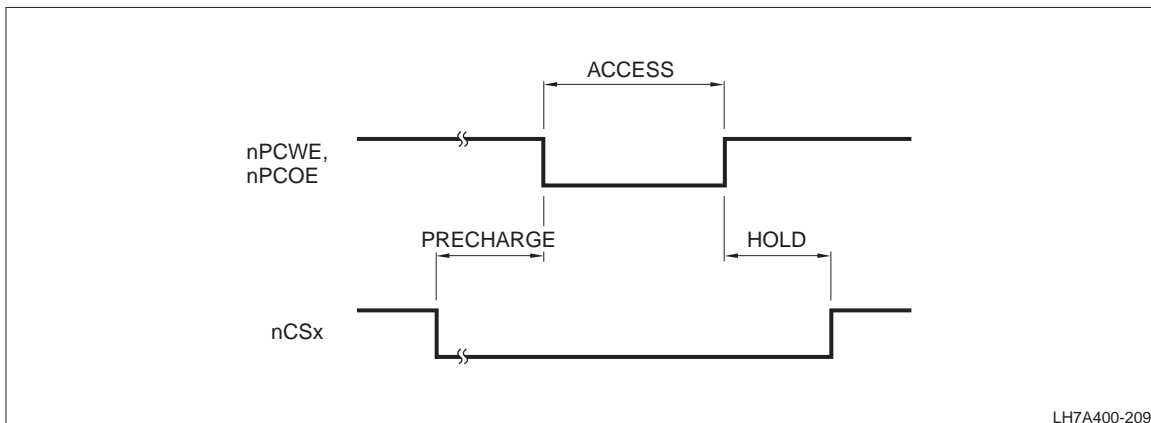 ACCESS
nPCWE,
nPCOE
PRECHARGE
HOLD
nCSx
LH7A400-209